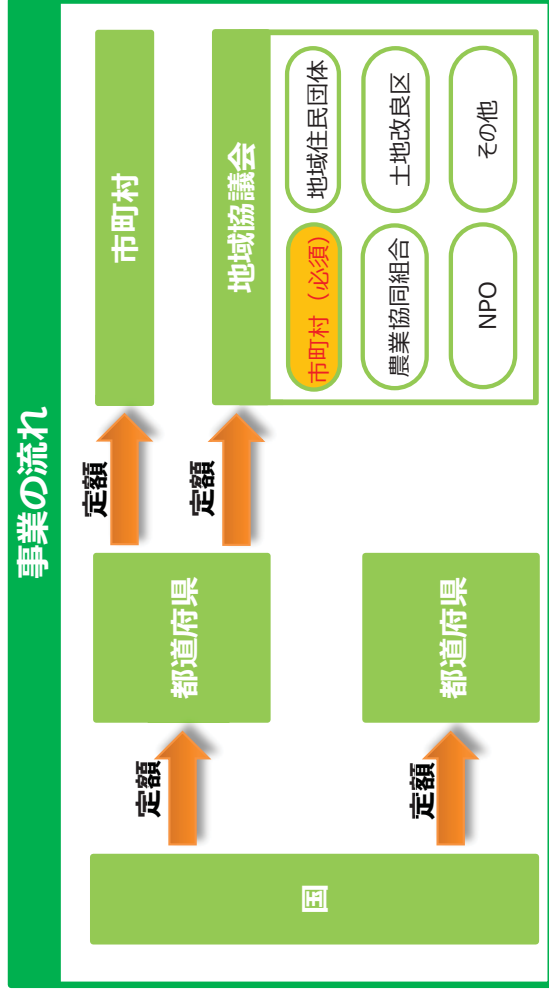 事業の流れ
国
定額
都道府県
定額
市町村
定額
地域協議会
市町村（必須）
地域住民団体
農業協同組合
土地改良区
NPO
その他
定額
都道府県